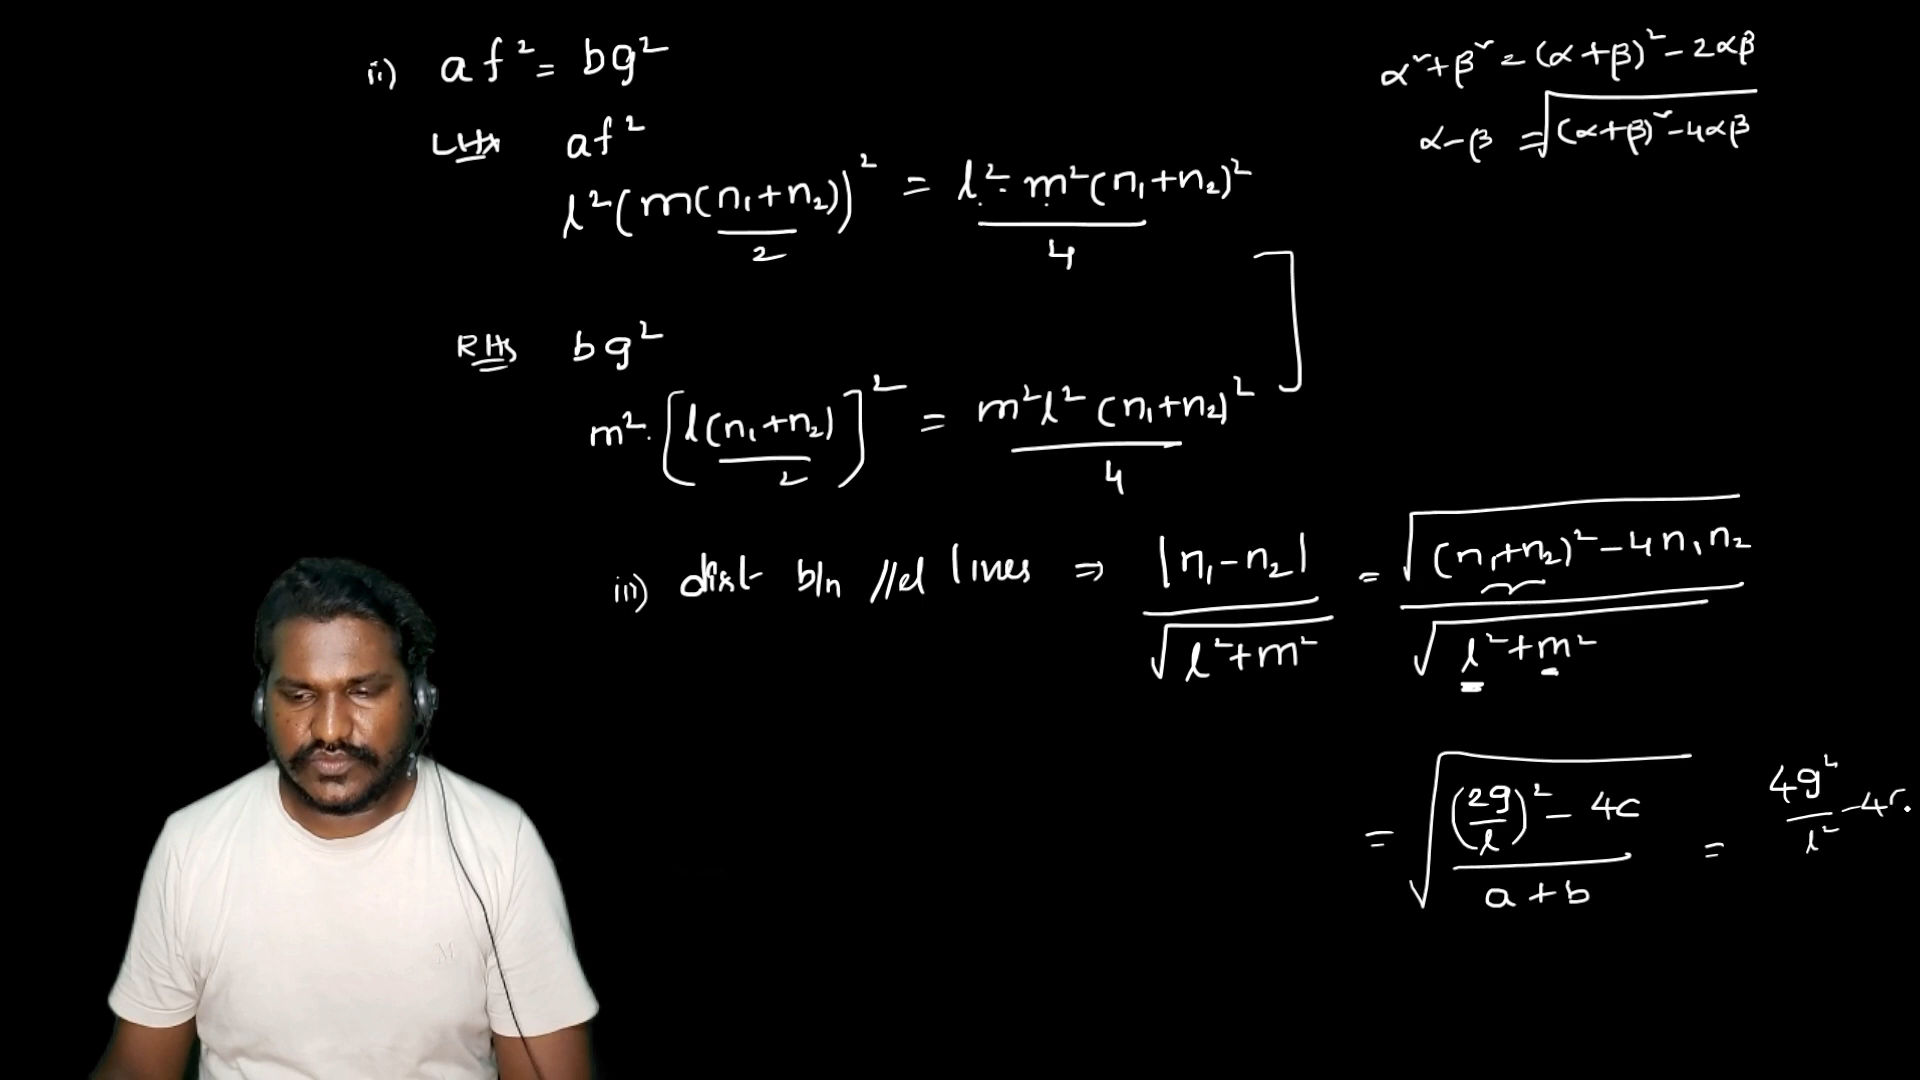 ii) af² = bg²
LHS af²
l²(m(n₁+n₂)/2)² = l²·m²(n₁+n₂)²/4
RHS bg²
m²·[l(n₁+n₂)/2]² = m²l²(n₁+n₂)²/4
α²+β² = (α+β)²-2αβ
α-β = √(α+β)²-4αβ
iii) dist b/n //el lines ⇒ |n₁-n₂|/√l²+m² = √(n₁+n₂)²-4n₁n₂/√l²+m²
= √(2g/l)²-4c/a+b = 4g²/l² -4